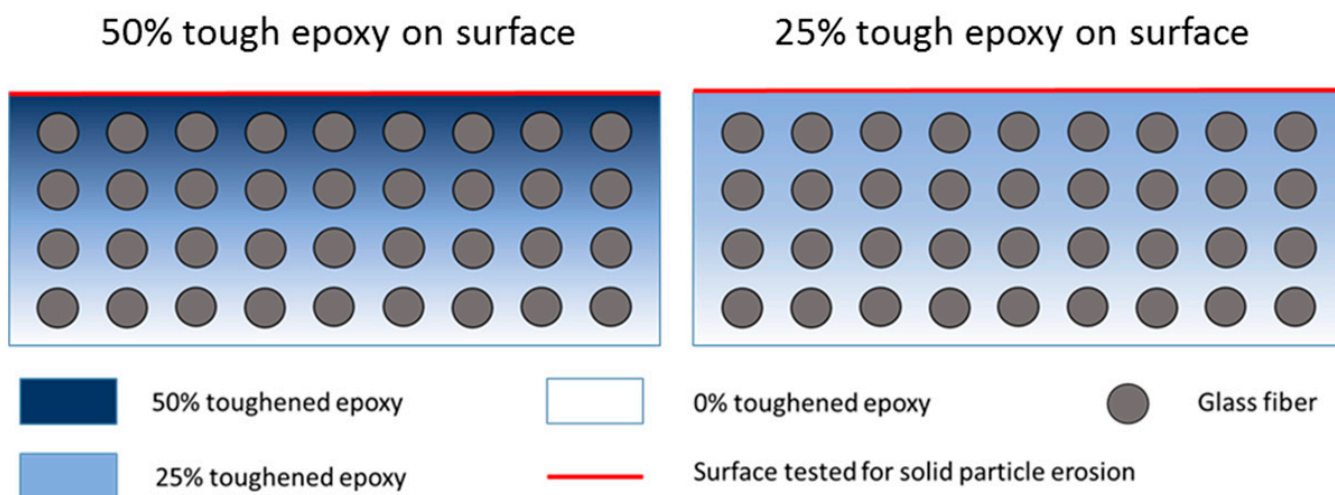 50% tough epoxy on surface
25% tough epoxy on surface
50% toughened epoxy
0% toughened epoxy
Glass fiber
25% toughened epoxy
Surface tested for solid particle erosion